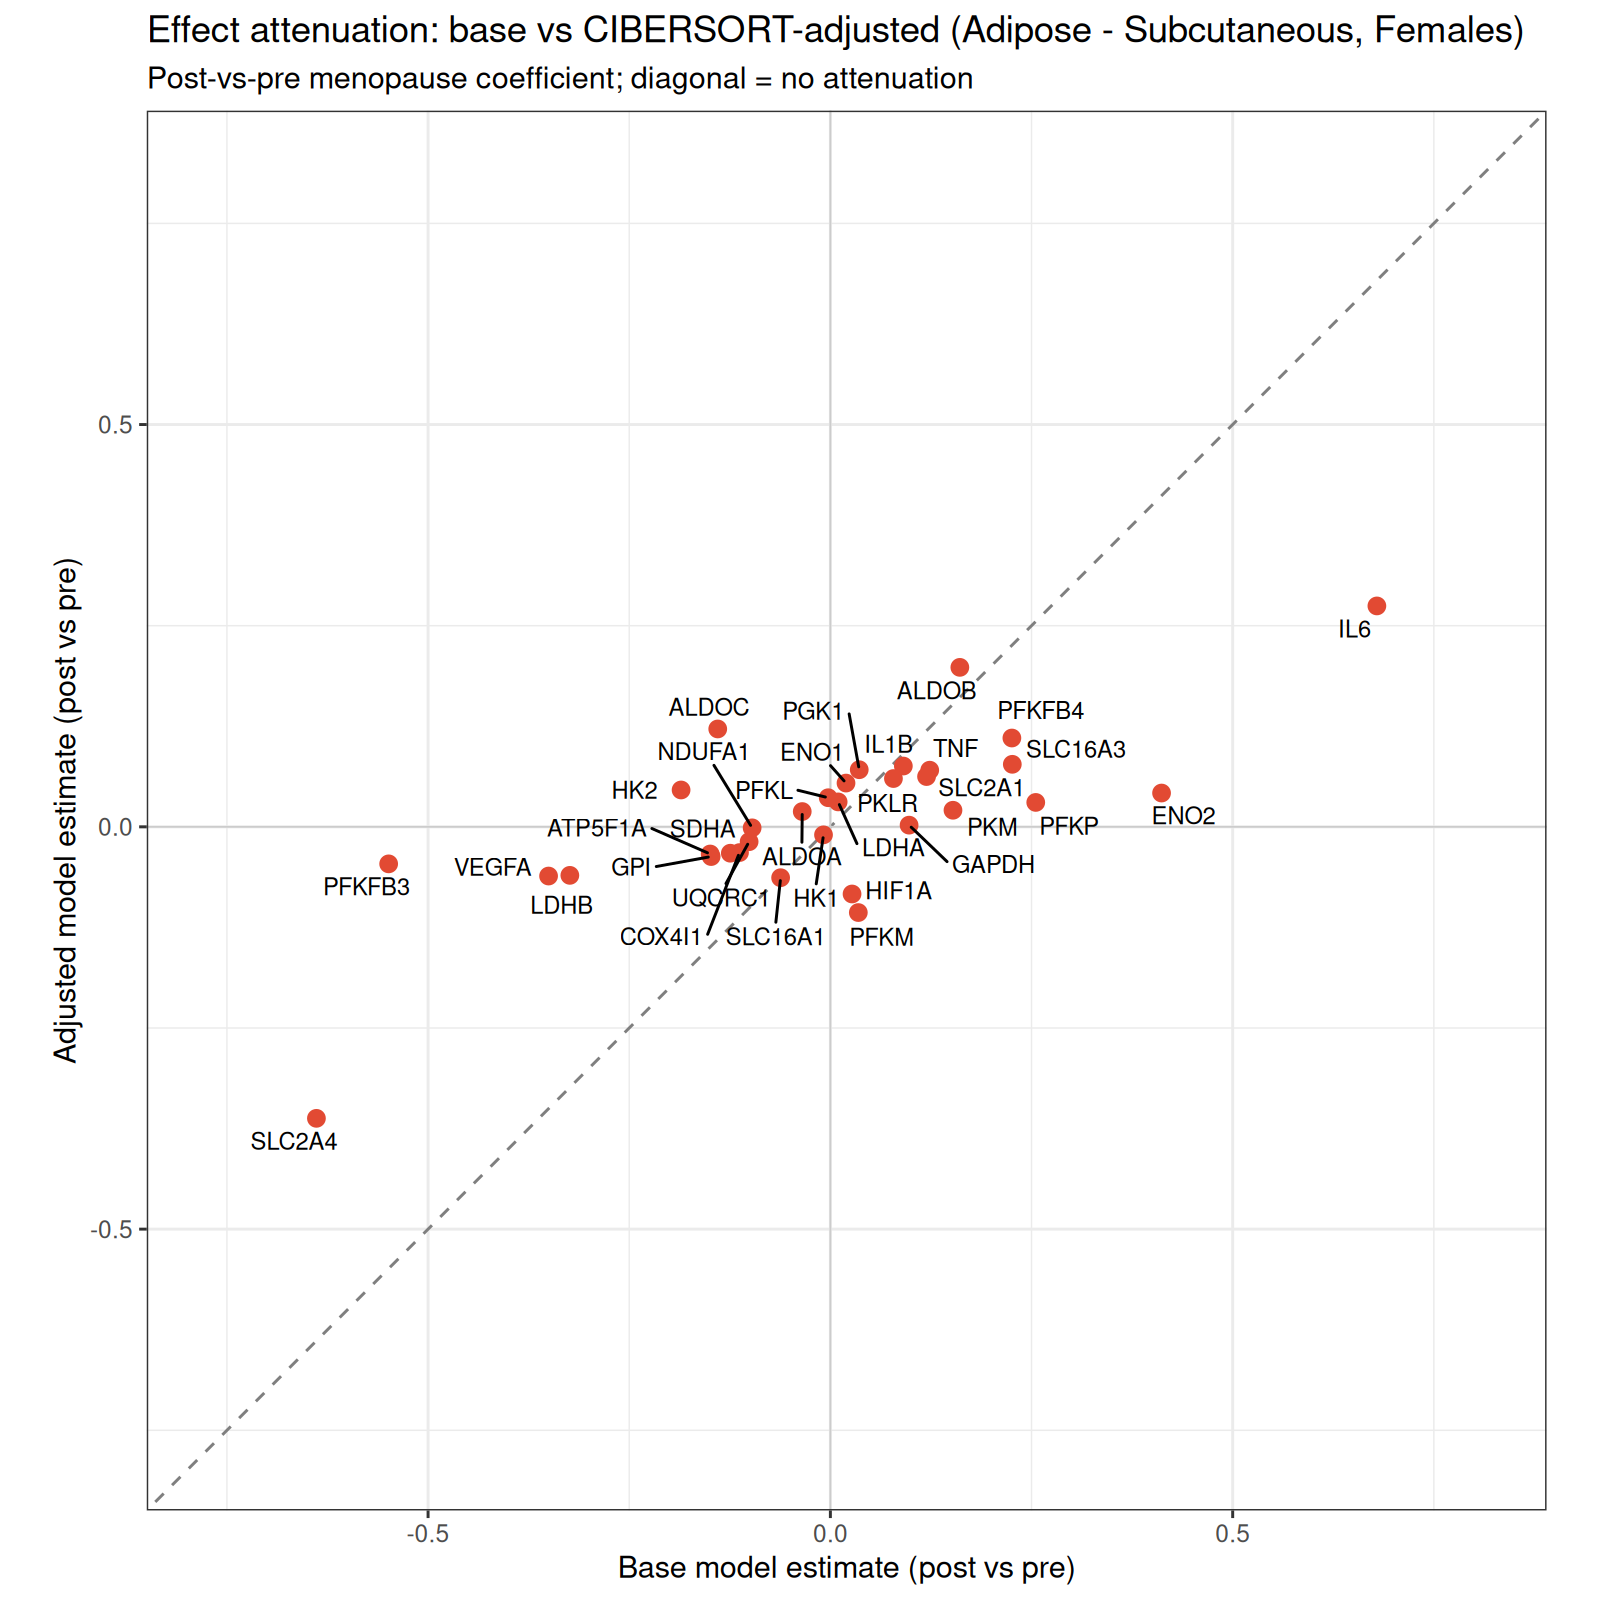 Effect attenuation: base vs CIBERSORT-adjusted (Adipose - Subcutaneous, Females)
Post-vs-pre menopause coefficient; diagonal = no attenuation
Adjusted model estimate (post vs pre)
0.5
0.0
-0.5
IL6
ALDOB
ALDOC
PGK1
PFKFB4
NDUFA1
ENO1
IL1B
TNF
SLC16A3
HK2
PFKL
PKLR
SLC2A1
ENO2
ATP5F1A
SDHA
PKM
PFKP
GPI
ALDOA
LDHA
GAPDH
VEGFA
PFKFB3
LDHB
UQCRC1
HK1
HIF1A
COX4I1
SLC16A1
PFKM
SLC2A4
-0.5
0.0
0.5
Base model estimate (post vs pre)